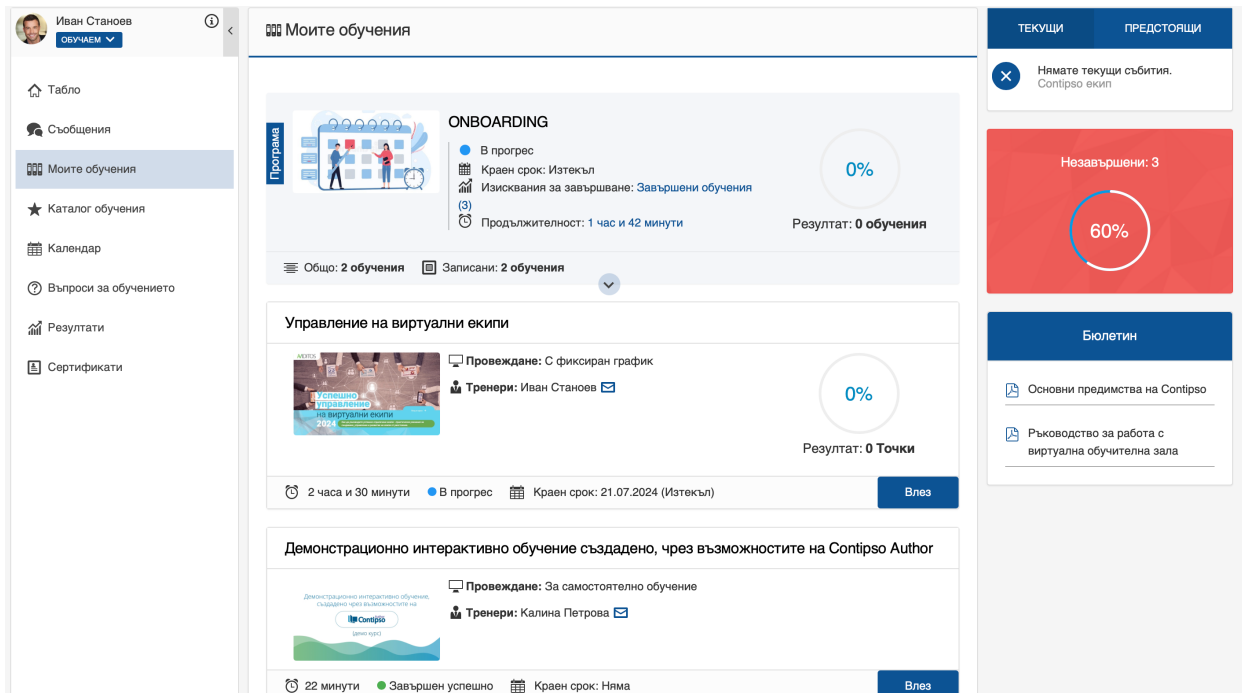 Иван Станоев
ОБУЧАЕМ
Табло
Съобщения
Моите обучения
Каталог обучения
Календар
Въпроси за обучението
Резултати
Сертификати
Моите обучения
Програма
ONBOARDING
В прогрес
Краен срок: Изтекъл
Изисквания за завършване: Завършени обучения
(3)
Продължителност: 1 час и 42 минути
0%
Резултат: 0 обучения
Общо: 2 обучения
Записани: 2 обучения
Управление на виртуални екипи
Успешно
управление
на виртуални екипи
2024
Провеждане: С фиксиран график
Тренери: Иван Станоев
0%
Резултат: 0 Точки
2 часа и 30 минути
В прогрес
Краен срок: 21.07.2024 (Изтекъл)
Влез
Демонстрационно интерактивно обучение създадено, чрез възможностите на Contipso Author
Демонстрационно интерактивно обучение,
създадено чрез възможностите на
Contipso
(демо курс)
Провеждане: За самостоятелно обучение
Тренери: Калина Петрова
22 минути
Завършен успешно
Краен срок: Няма
Влез
ТЕКУЩИ
ПРЕДСТОЯЩИ
Нямате текущи събития.
Contipso екип
Незавършени: 3
60%
Бюлетин
Основни предимства на Contipso
Ръководство за работа с
виртуална обучителна зала